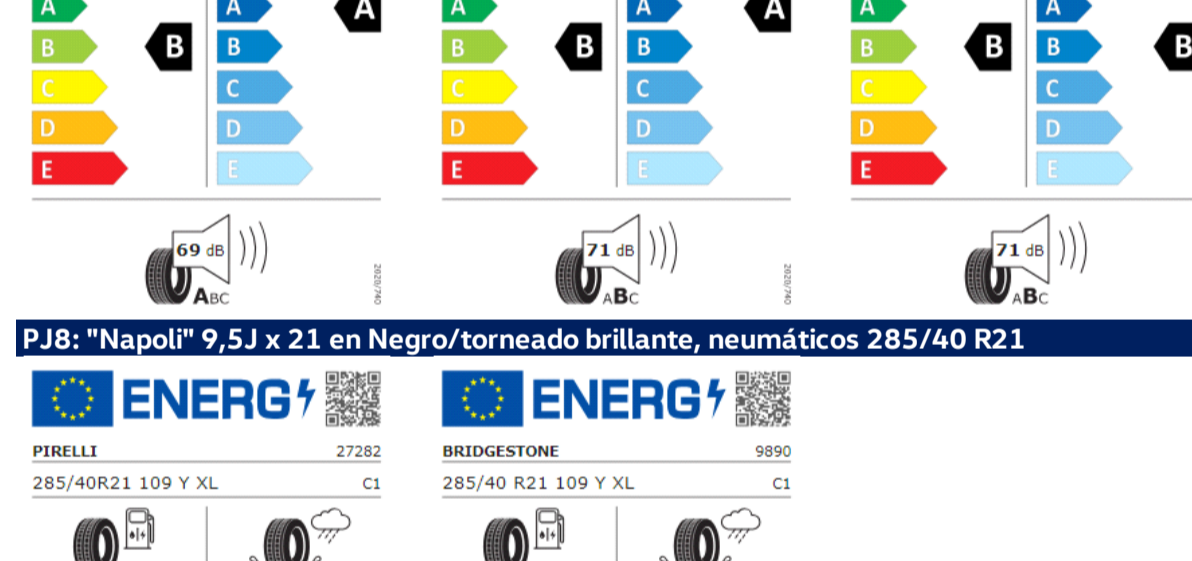 A A A
B B B
C C
D D
E E
69 dB
ABC
2020/740
A A A
B B B
C C
D D
E E
71 dB
ABC
2020/740
A A
B B B B
C C
D D
E E
71 dB
ABC
PJ8: "Napoli" 9,5J x 21 en Negro/torneado brillante, neumáticos 285/40 R21
ENERG
PIRELLI 27282
285/40R21 109 Y XL C1
ENERG
BRIDGESTONE 9890
285/40 R21 109 Y XL C1